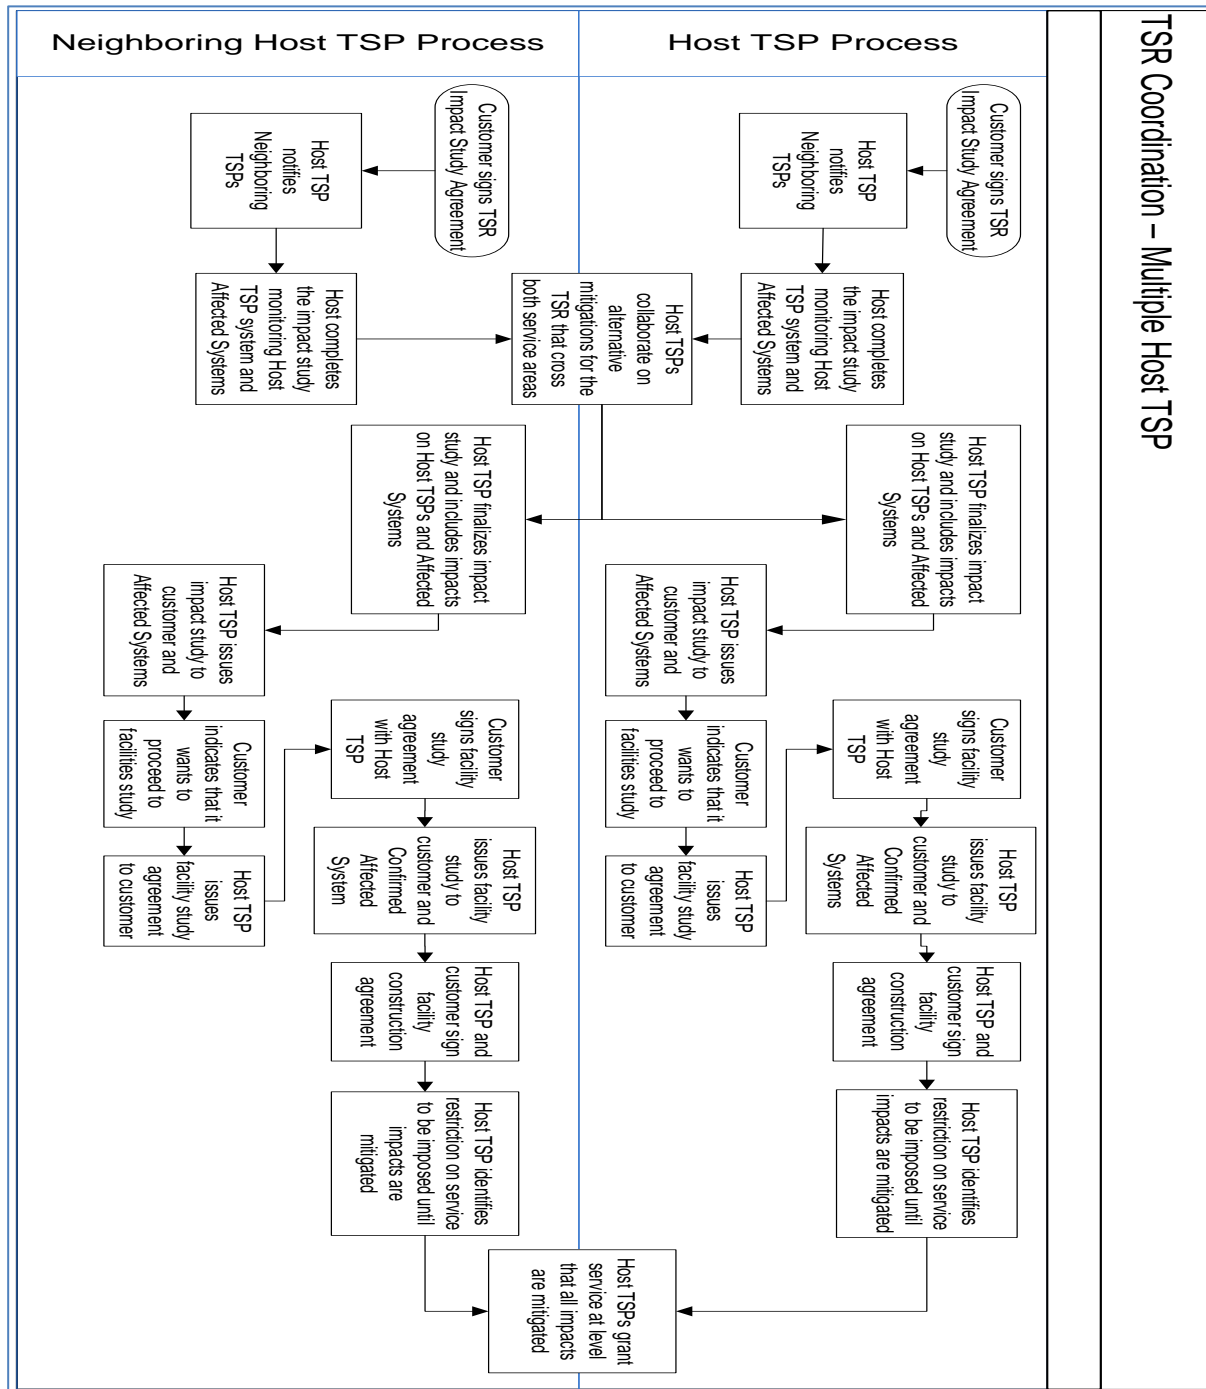 TSR Coordination – Multiple Host TSP
Host TSP Process
Customer signs TSR
Impact Study Agreement
Host TSP
notifies
Neighboring
TSPs
Host completes
the impact study
monitoring Host
TSP system and
Affected Systems
Host TSPs
collaborate on
alternative
mitigations for the
TSR that cross
both service areas
Host TSP finalizes impact
study and includes impacts
on Host TSPs and Affected
Systems
Host TSP issues
impact study to
customer and
Affected Systems
Customer
indicates that it
wants to
proceed to
facilities study
Host TSP
issues
facility study
agreement
to customer
Customer
signs facility
study
agreement
with Host
TSP
Host TSP
issues facility
study to
customer and
Confirmed
Affected
Systems
Host TSP and
customer sign
facility
construction
agreement
Host TSP identifies
restriction on service
to be imposed until
impacts are mitigated
Host TSPs grant
service at level
that all impacts
are mitigated
Neighboring Host TSP Process
Customer signs TSR
Impact Study Agreement
Host TSP
notifies
Neighboring
TSPs
Host completes
the impact study
monitoring Host
TSP system and
Affected Systems
Host TSP finalizes impact
study and includes impacts
on Host TSPs and Affected
Systems
Host TSP issues
impact study to
customer and
Affected Systems
Customer
indicates that it
wants to
proceed to
facilities study
Host TSP
issues
facility study
agreement
to customer
Customer
signs facility
study
agreement
with Host
TSP
Host TSP
issues facility
study to
customer and
Confirmed
Affected
System
Host TSP and
customer sign
facility
construction
agreement
Host TSP identifies
restriction on service
to be imposed until
impacts are
mitigated